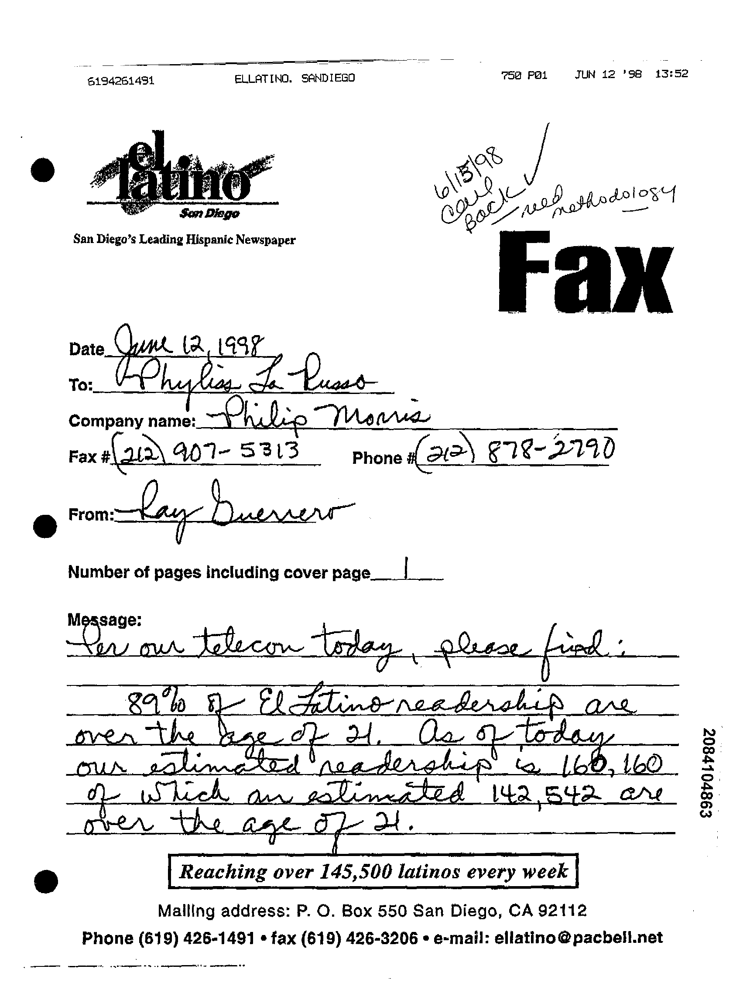 6194261491 ELLATINO. SANDIEGO 750 P01 JUN 12 '98 13:52
el
latino
San Diego
San Diego's Leading Hispanic Newspaper
6/15/98
Call
Back
need
methodology
Fax
Date June 12, 1998
To: Phyliss La Russo
Company name: Philip Morris
Fax # (212) 907-5313 Phone # (212) 878-2790
From: Ray Guerrero
Number of pages including cover page 1
Message:
Per our telecon today, please find:
89% of El Latino readership are
over the age of 21. As of today
our estimated readership is 160,160
of which an estimated 142,542 are
over the age of 21.
Reaching over 145,500 latinos every week
Mailing address: P. O. Box 550 San Diego, CA 92112
Phone (619) 426-1491 • fax (619) 426-3206 • e-mail: ellatino@pacbell.net
2084104863